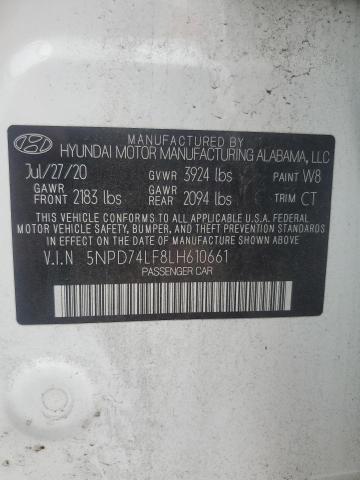 MANUFACTURED BY
HYUNDAI MOTOR MANUFACTURING ALABAMA, LLC
Jul/27/20 GVWR 3924 lbs PAINT W8
GAWR FRONT 2183 lbs GAWR REAR 2094 lbs TRIM CT
THIS VEHICLE CONFORMS TO ALL APPLICABLE U.S.A. FEDERAL
MOTOR VEHICLE SAFETY, BUMPER, AND THEFT PREVENTION
STANDARDS IN EFFECT ON THE DATE OF MANUFACTURE SHOWN ABOVE.
V.I.N 5NPD74LF8LH610661
PASSENGER CAR